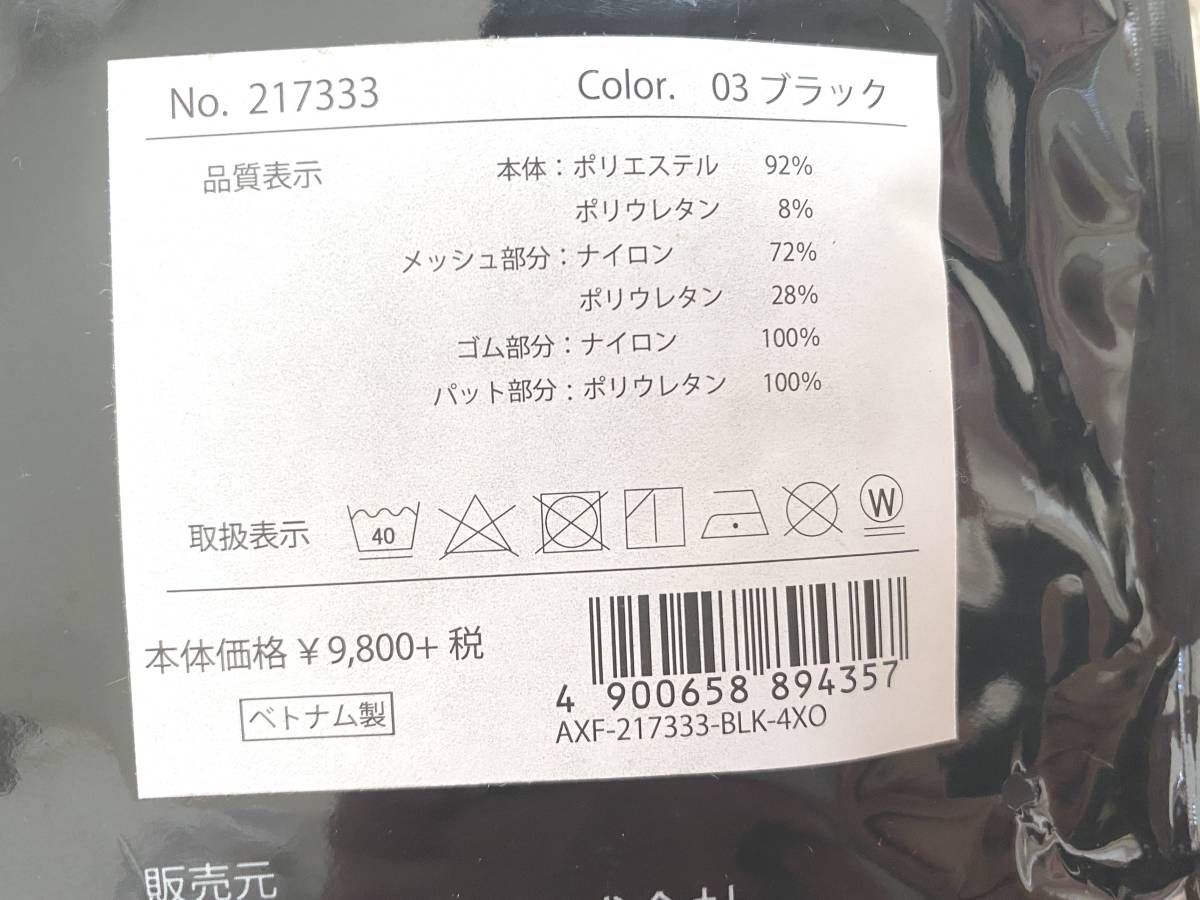 No. 217333 Color. 03 ブラック
品質表示 本体：ポリエステル 92%
ポリウレタン 8%
メッシュ部分：ナイロン 72%
ポリウレタン 28%
ゴム部分：ナイロン 100%
パット部分：ポリウレタン 100%
取扱表示 40 W
本体価格 ¥ 9,800+ 税
ベトナム製
4 900658 894357
AXF-217333-BLK-4XO
販売元